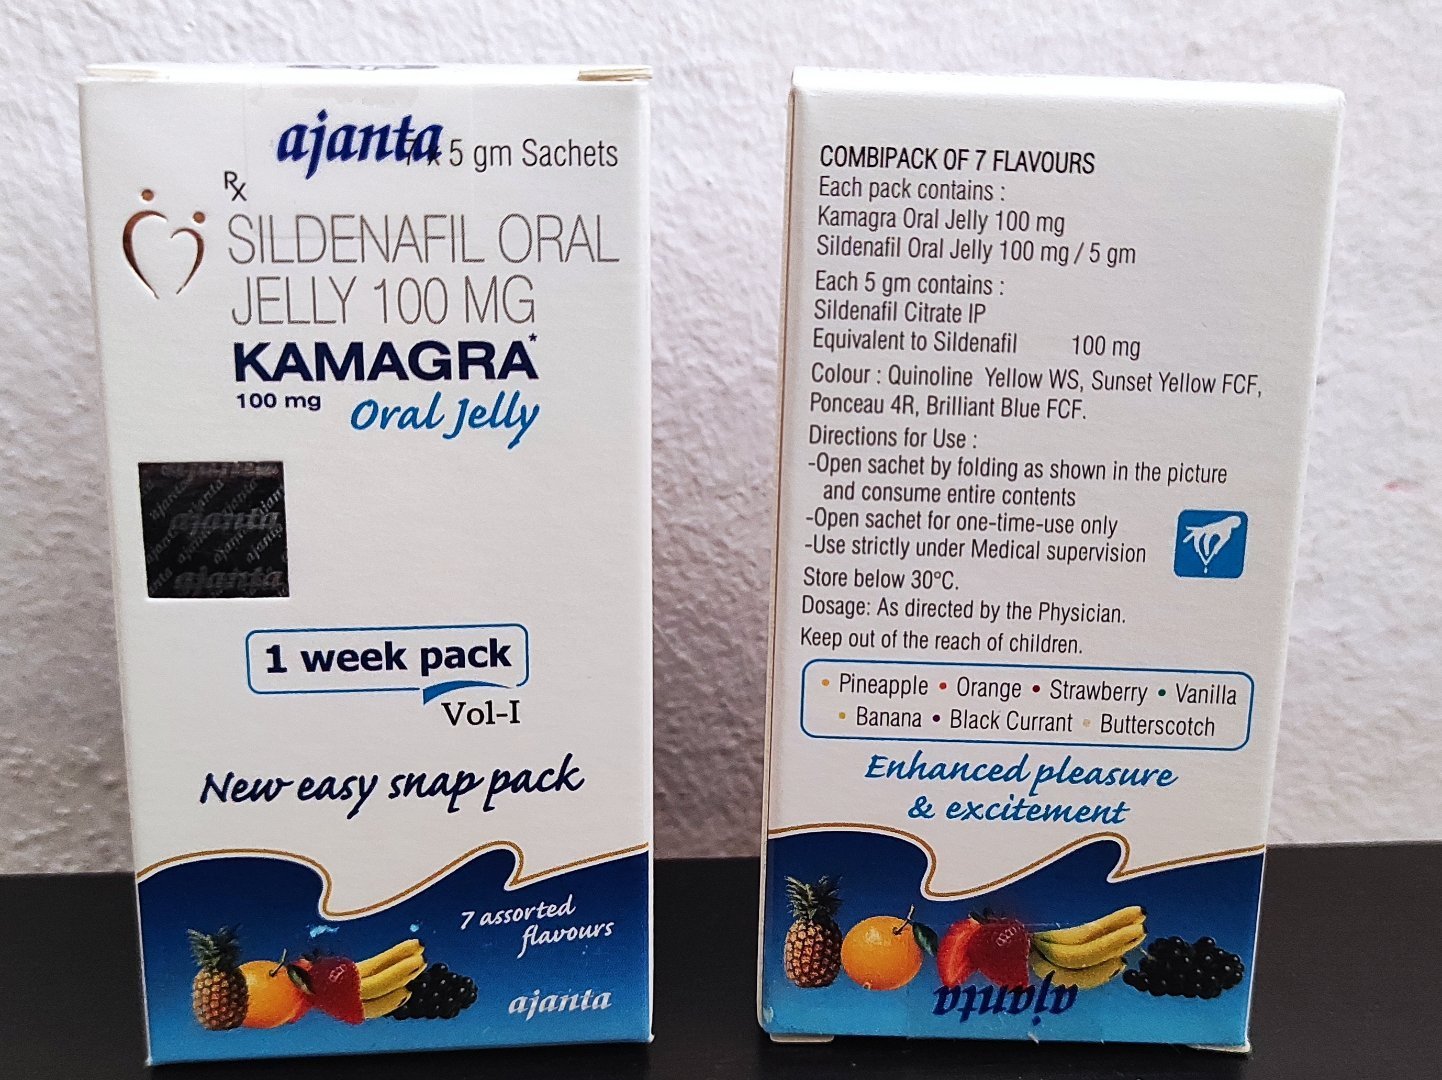 ajanta
7 x 5 gm Sachets
Rx
SILDENAFIL ORAL
JELLY 100 MG
KAMAGRA*
100 mg
Oral Jelly
ajanta
ajanta
1 week pack
Vol-I
New easy snap pack
7 assorted
flavours
ajanta
COMBIPACK OF 7 FLAVOURS
Each pack contains :
Kamagra Oral Jelly 100 mg
Sildenafil Oral Jelly 100 mg / 5 gm
Each 5 gm contains :
Sildenafil Citrate IP
Equivalent to Sildenafil 100 mg
Colour : Quinoline Yellow WS, Sunset Yellow FCF,
Ponceau 4R, Brilliant Blue FCF.
Directions for Use :
-Open sachet by folding as shown in the picture
and consume entire contents
-Open sachet for one-time-use only
-Use strictly under Medical supervision
Store below 30°C.
Dosage: As directed by the Physician.
Keep out of the reach of children.
• Pineapple • Orange • Strawberry • Vanilla
• Banana • Black Currant • Butterscotch
Enhanced pleasure
& excitement
ajanta